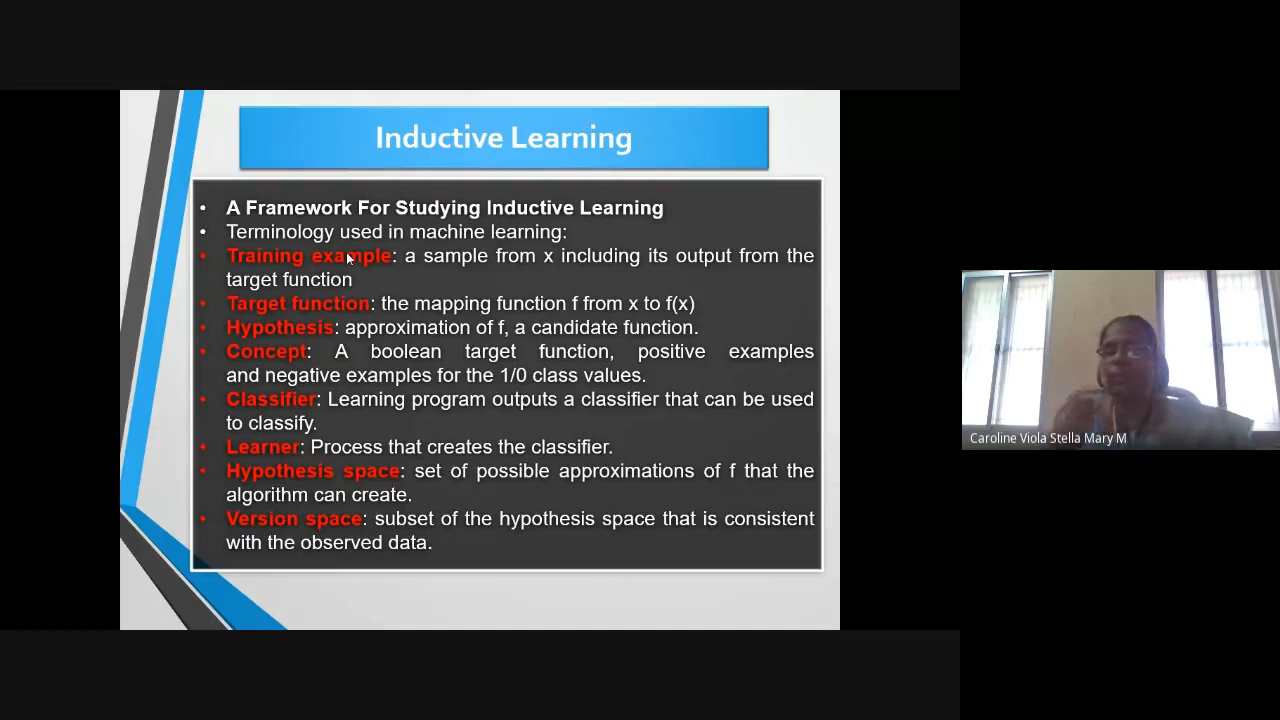 Inductive Learning
• A Framework For Studying Inductive Learning
• Terminology used in machine learning:
• Training example: a sample from x including its output from the
target function
• Target function: the mapping function f from x to f(x)
• Hypothesis: approximation of f, a candidate function.
• Concept: A boolean target function, positive examples
and negative examples for the 1/0 class values.
• Classifier: Learning program outputs a classifier that can be used
to classify.
• Learner: Process that creates the classifier.
• Hypothesis space: set of possible approximations of f that the
algorithm can create.
• Version space: subset of the hypothesis space that is consistent
with the observed data.
Caroline Viola Stella Mary M